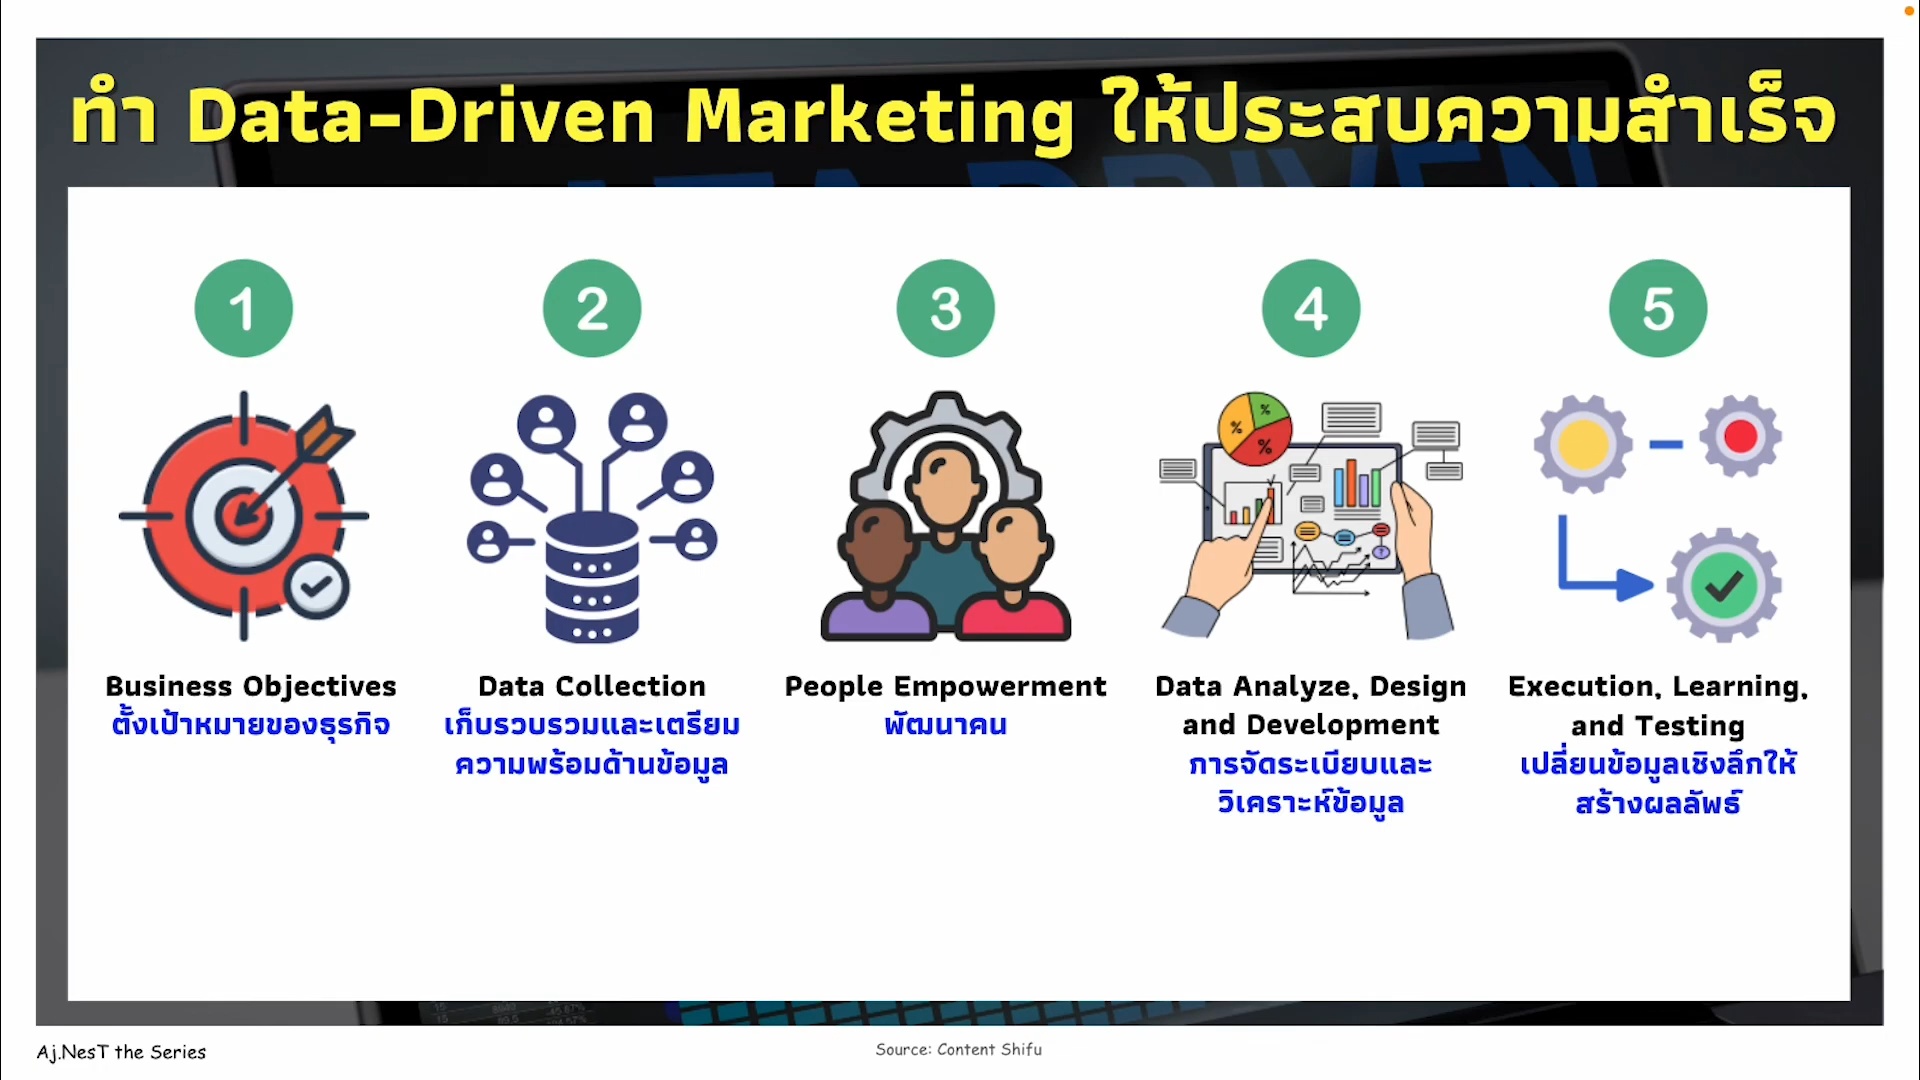 ทำ Data-Driven Marketing ให้ประสบความสำเร็จ
1
2
3
4
5
Business Objectives
ตั้งเป้าหมายของธุรกิจ
Data Collection
เก็บรวบรวมและเตรียม
ความพร้อมด้านข้อมูล
People Empowerment
พัฒนาคน
Data Analyze, Design
and Development
การจัดระเบียบและ
วิเคราะห์ข้อมูล
Execution, Learning,
and Testing
เปลี่ยนข้อมูลเชิงลึกให้
สร้างผลลัพธ์
Aj.NesT the Series
Source: Content Shifu